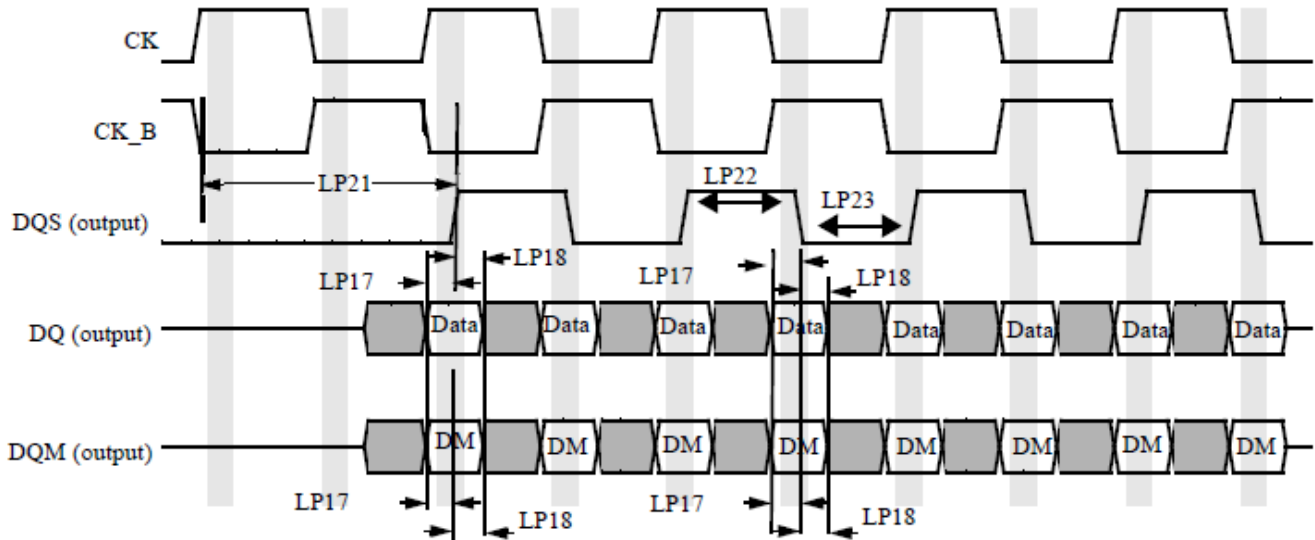 CK
CK_B
LP21
LP22
LP23
DQS (output)
LP17
LP18
LP17
LP18
DQ (output)
Data
Data
Data
Data
Data
Data
Data
Data
DQM (output)
DM
DM
DM
DM
DM
DM
DM
DM
LP17
LP18
LP17
LP18